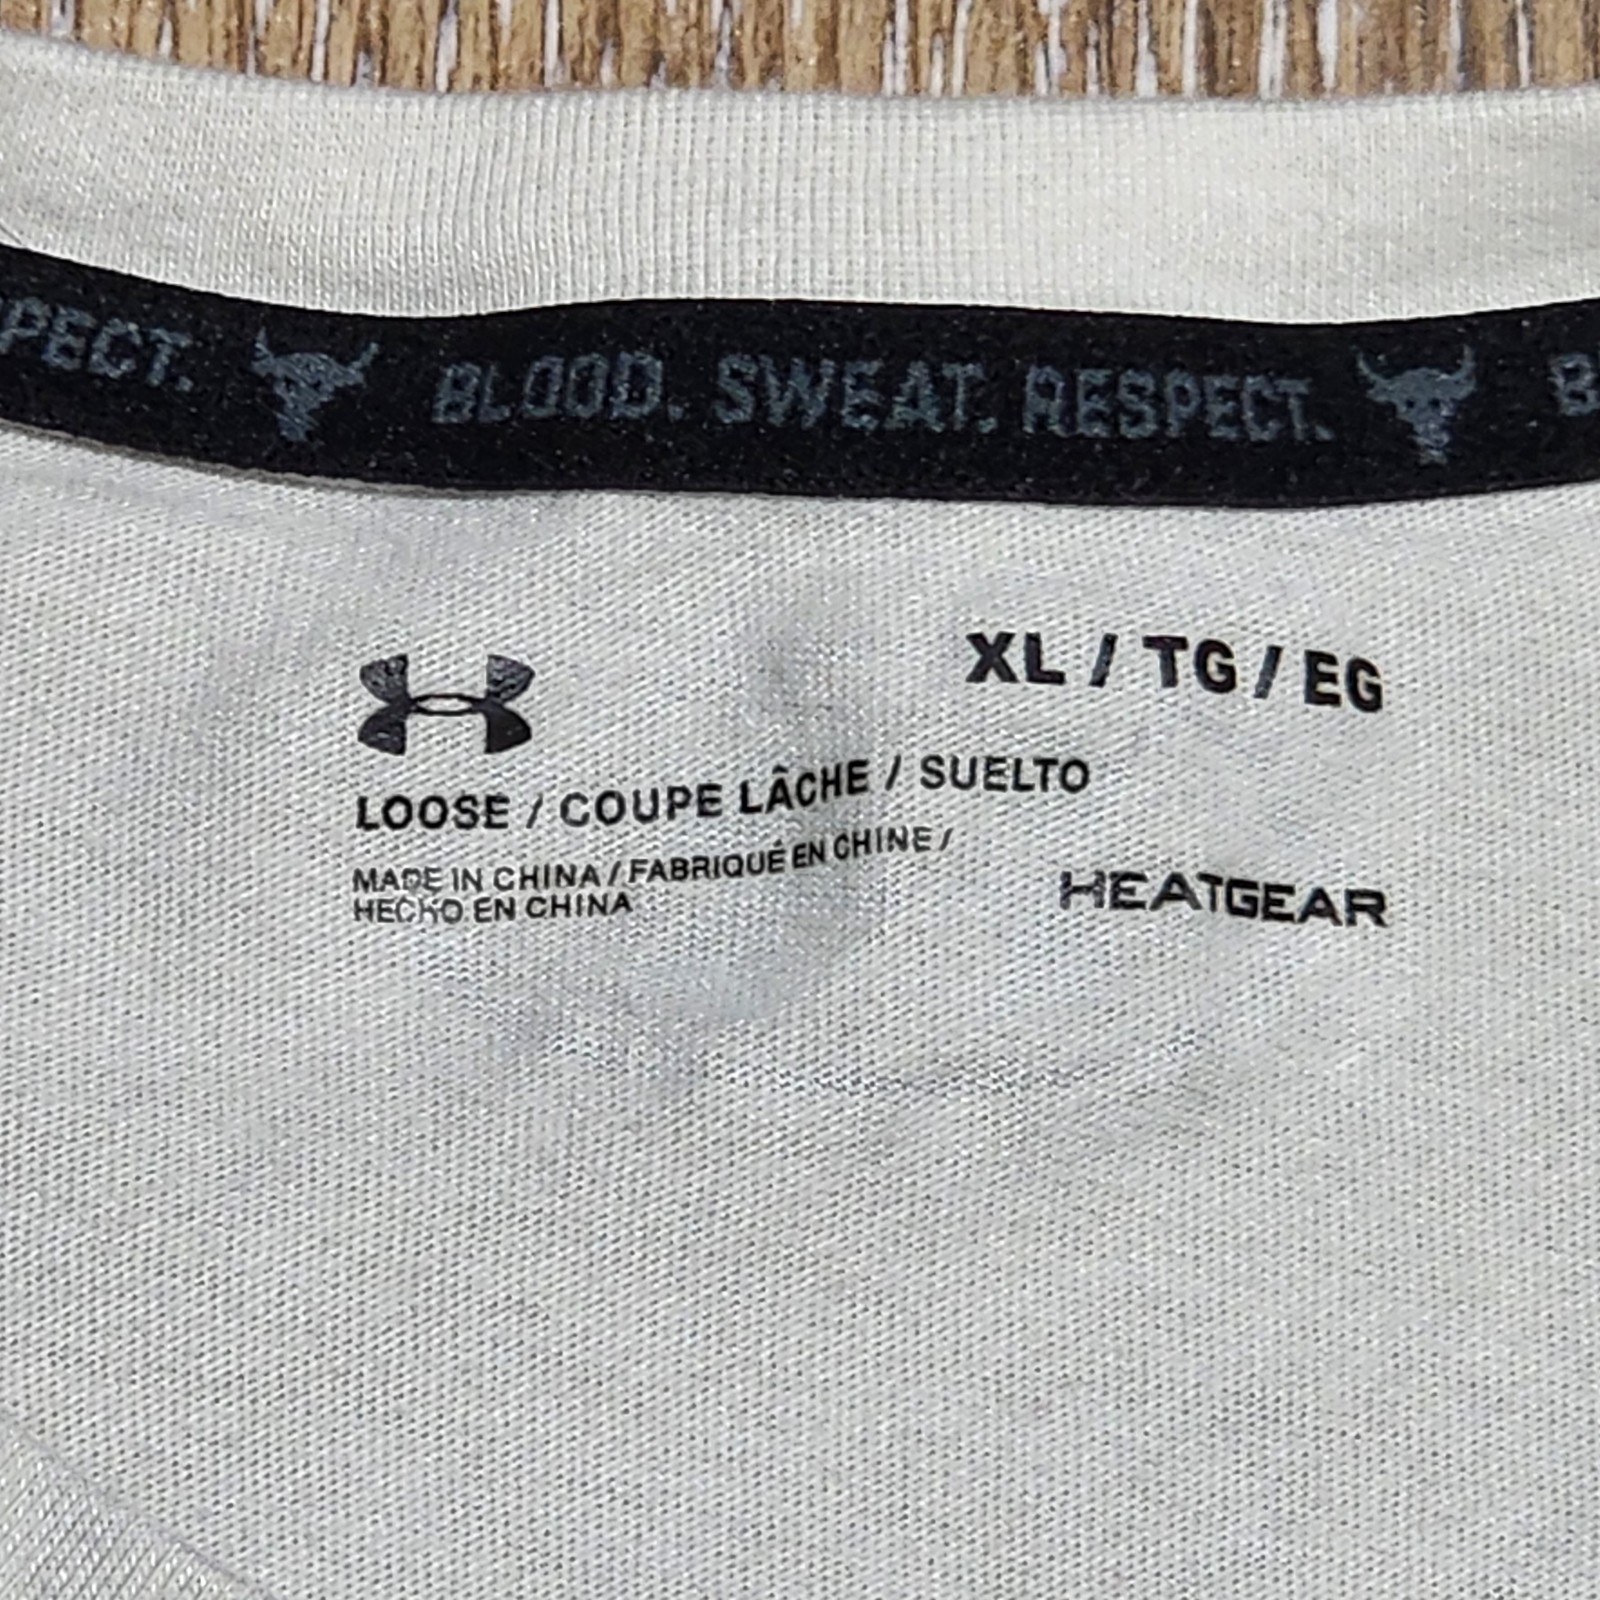 PECT. BLOOD. SWEAT. RESPECT. B
XL / TG / EG
LOOSE / COUPE LÂCHE / SUELTO
MADE IN CHINA / FABRIQUÉ EN CHINE /
HECHO EN CHINA
HEATGEAR